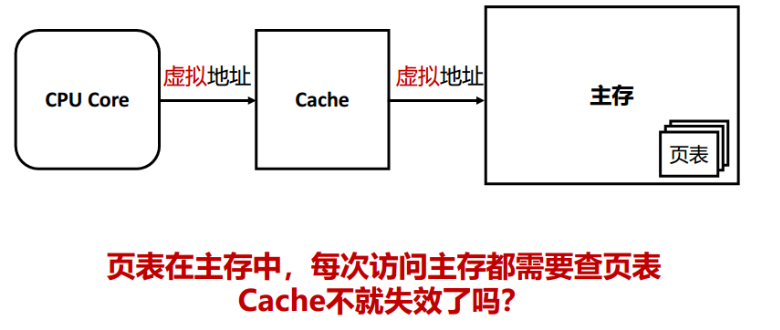 CPU Core
虚拟地址
Cache
虚拟地址
主存
页表
页表在主存中，每次访问主存都需要查页表
Cache不就失效了吗？